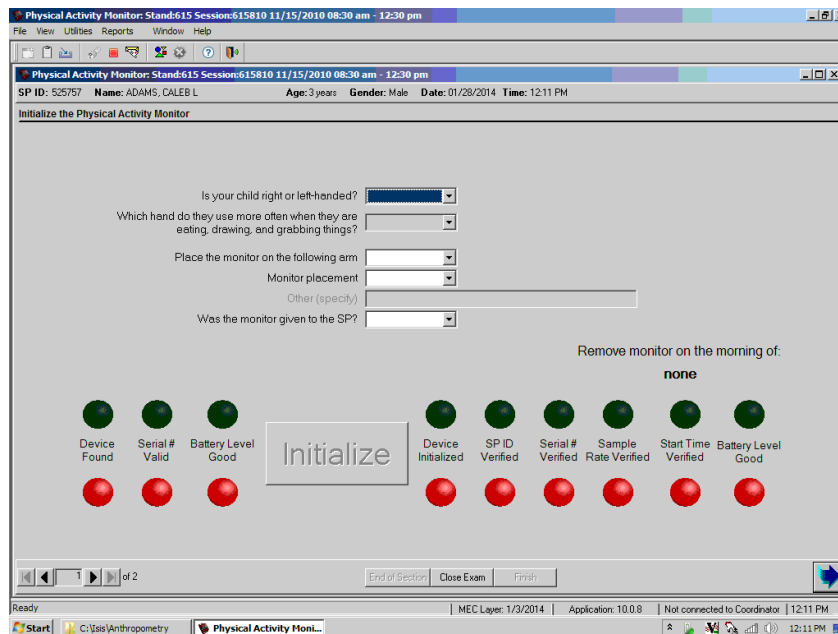 Physical Activity Monitor: Stand:615 Session:615810 11/15/2010 08:30 am - 12:30 pm
File View Utilities Reports Window Help
Physical Activity Monitor: Stand:615 Session:615810 11/15/2010 08:30 am - 12:30 pm
SP ID: 525757 Name: ADAMS, CALEB L Age: 3 years Gender: Male Date: 01/28/2014 Time: 12:11 PM
Initialize the Physical Activity Monitor
Is your child right or left-handed?
Which hand do they use more often when they are
eating, drawing, and grabbing things?
Place the monitor on the following arm
Monitor placement
Other (specify)
Was the monitor given to the SP?
Remove monitor on the morning of:
none
Device Found
Serial # Valid
Battery Level Good
Initialize
Device Initialized
SP ID Verified
Serial # Verified
Sample Rate Verified
Start Time Verified
Battery Level Good
1 of 2
End of Section Close Exam Finish
Ready MEC Layer: 1/3/2014 Application: 10.0.8 Not connected to Coordinator 12:11 PM
Start C:\Isis\Anthropometry Physical Activity Moni... 12:11 PM